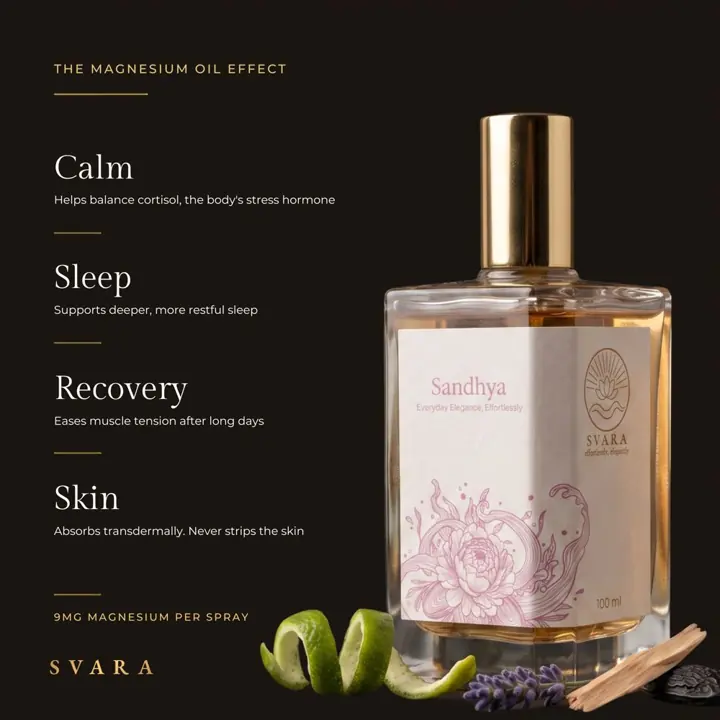 THE MAGNESIUM OIL EFFECT
Calm
Helps balance cortisol, the body's stress hormone
Sleep
Supports deeper, more restful sleep
Recovery
Eases muscle tension after long days
Skin
Absorbs transdermally. Never strips the skin
9MG MAGNESIUM PER SPRAY
SVARA
Sandhya
Everyday Elegance, Effortlessly
SVARA
effortlessly, elegantly
100 ml